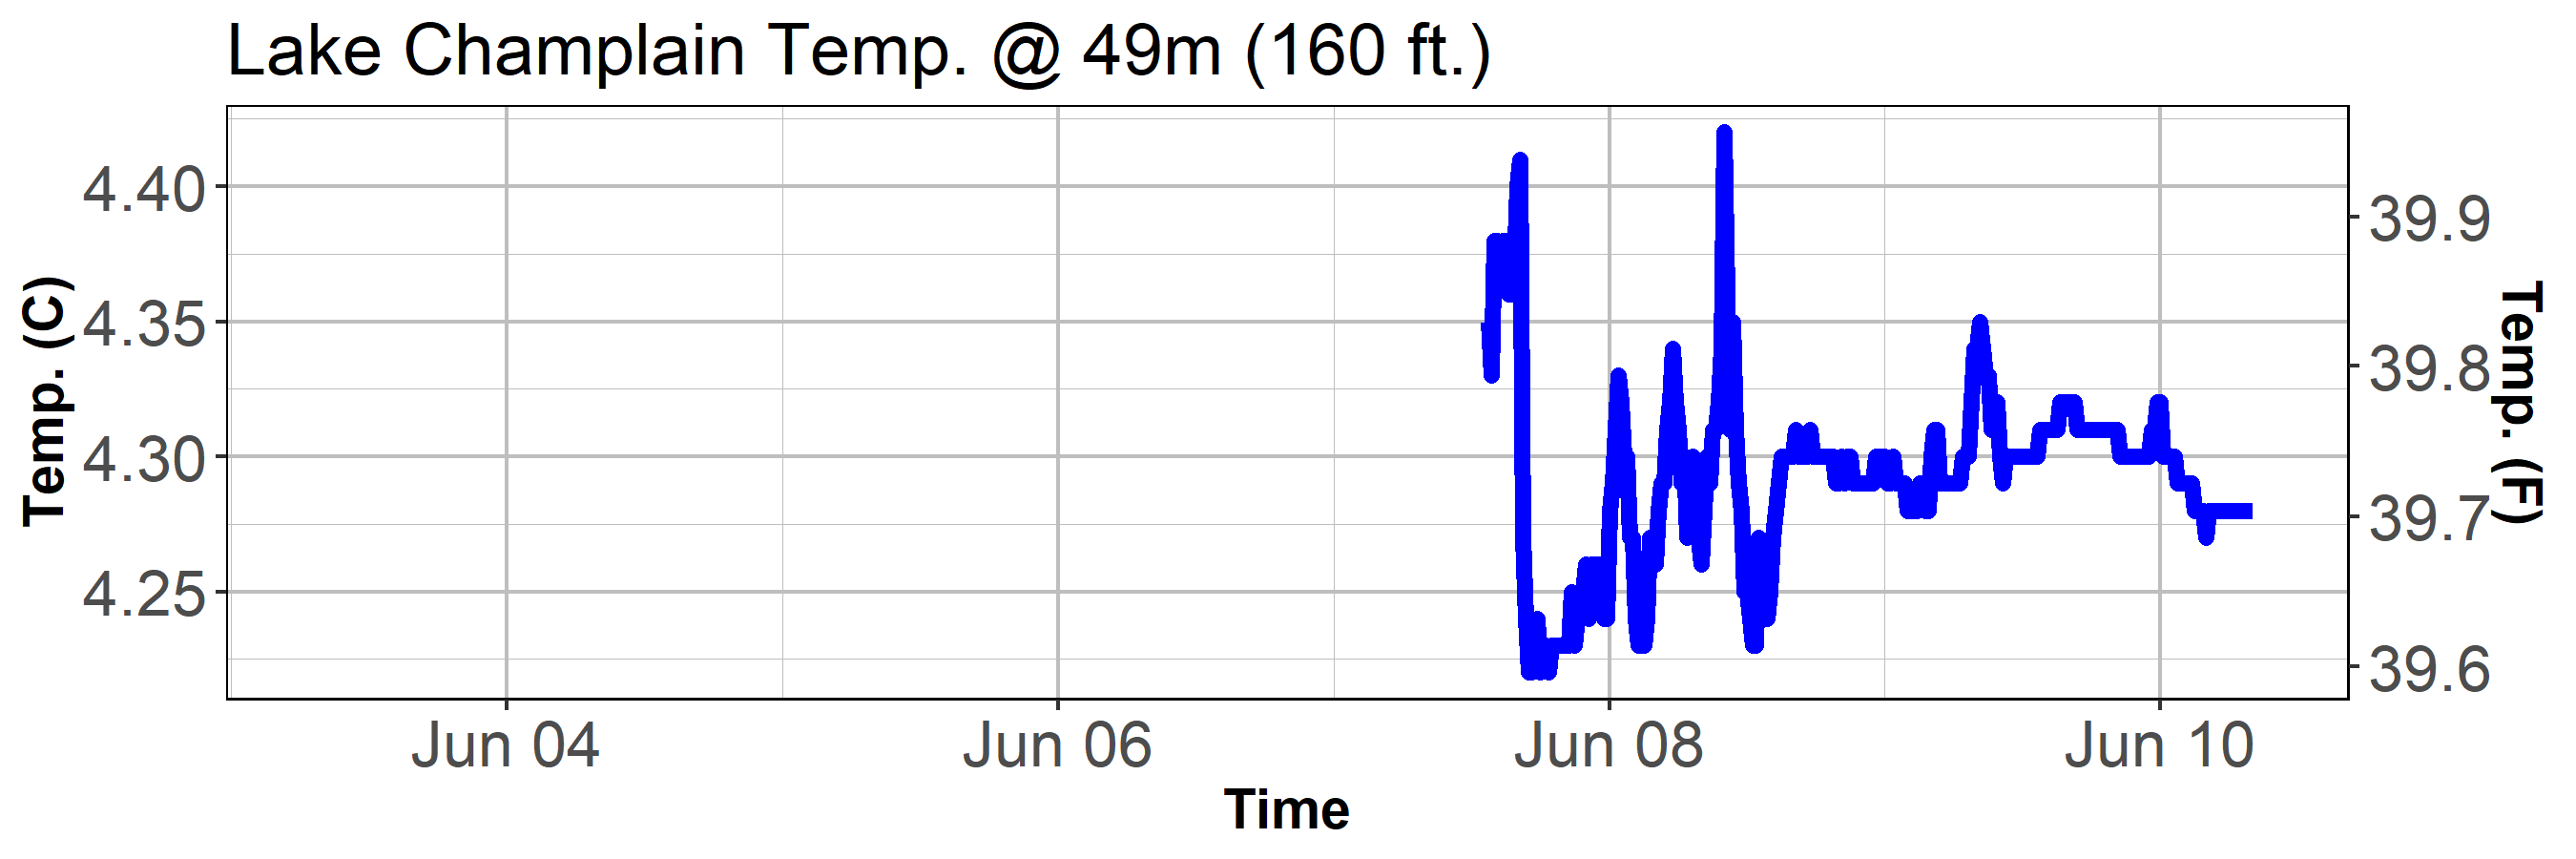 Lake Champlain Temp. @ 49m (160 ft.)
Temp. (C)
4.40
4.35
4.30
4.25
39.9
39.8
39.7
39.6
Temp. (F)
Jun 04
Jun 06
Jun 08
Jun 10
Time